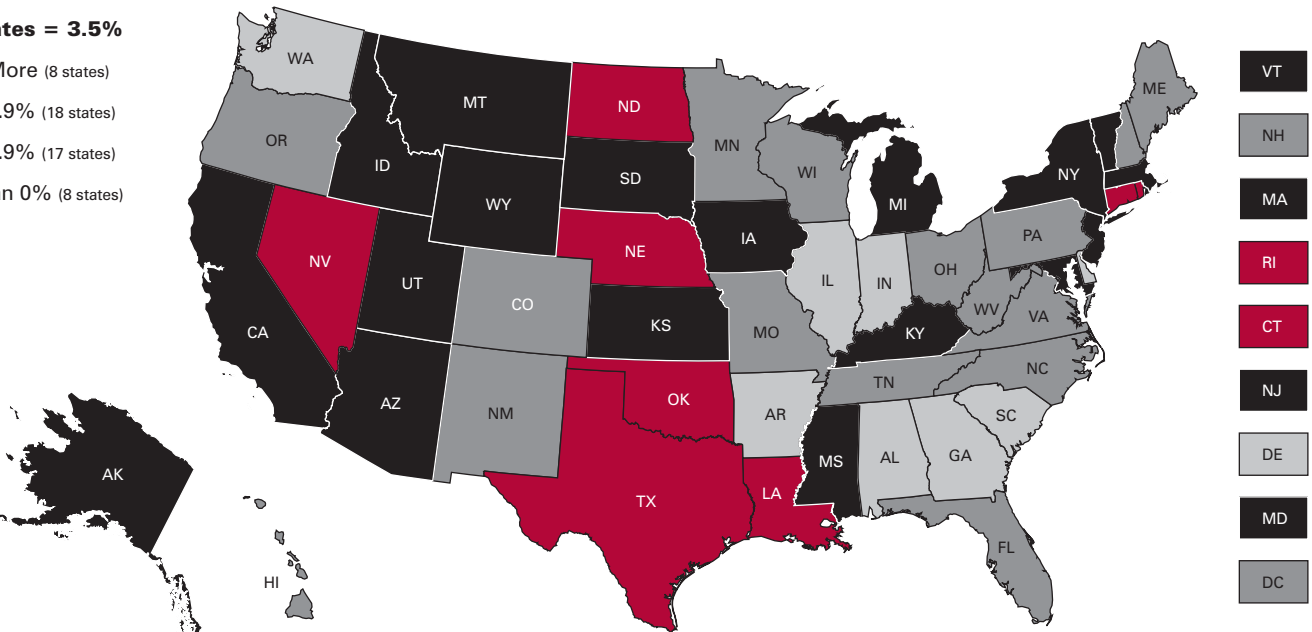 ates = 3.5%
More (8 states)
.9% (18 states)
.9% (17 states)
an 0% (8 states)
WA
OR
ID
MT
WY
ND
SD
NE
KS
MN
WI
IA
MI
NY
ME
NV
UT
CO
CA
AZ
NM
OK
TX
MO
AR
LA
IL
IN
OH
PA
WV
VA
KY
TN
NC
SC
MS
AL
GA
FL
AK
HI
VT
NH
MA
RI
CT
NJ
DE
MD
DC